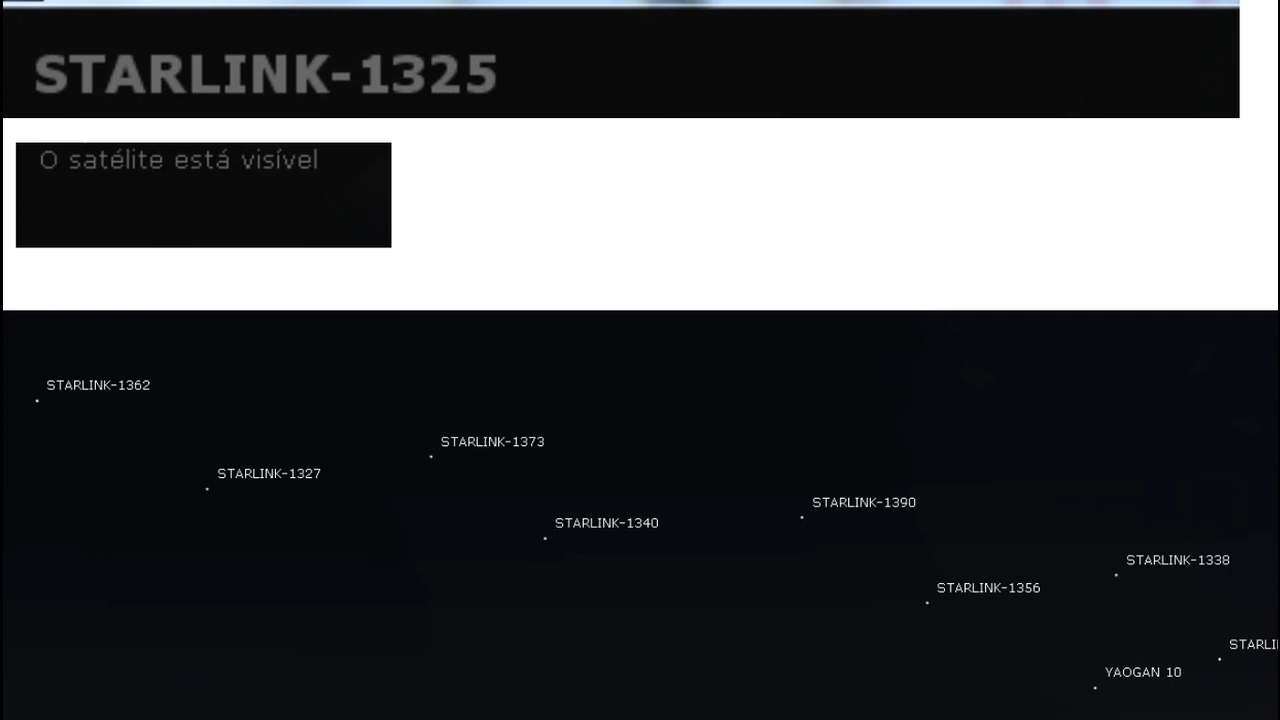 STARLINK-1325
O satélite está visível
STARLINK-1362
STARLINK-1373
STARLINK-1327
STARLINK-1390
STARLINK-1340
STARLINK-1338
STARLINK-1356
YAOGAN 10